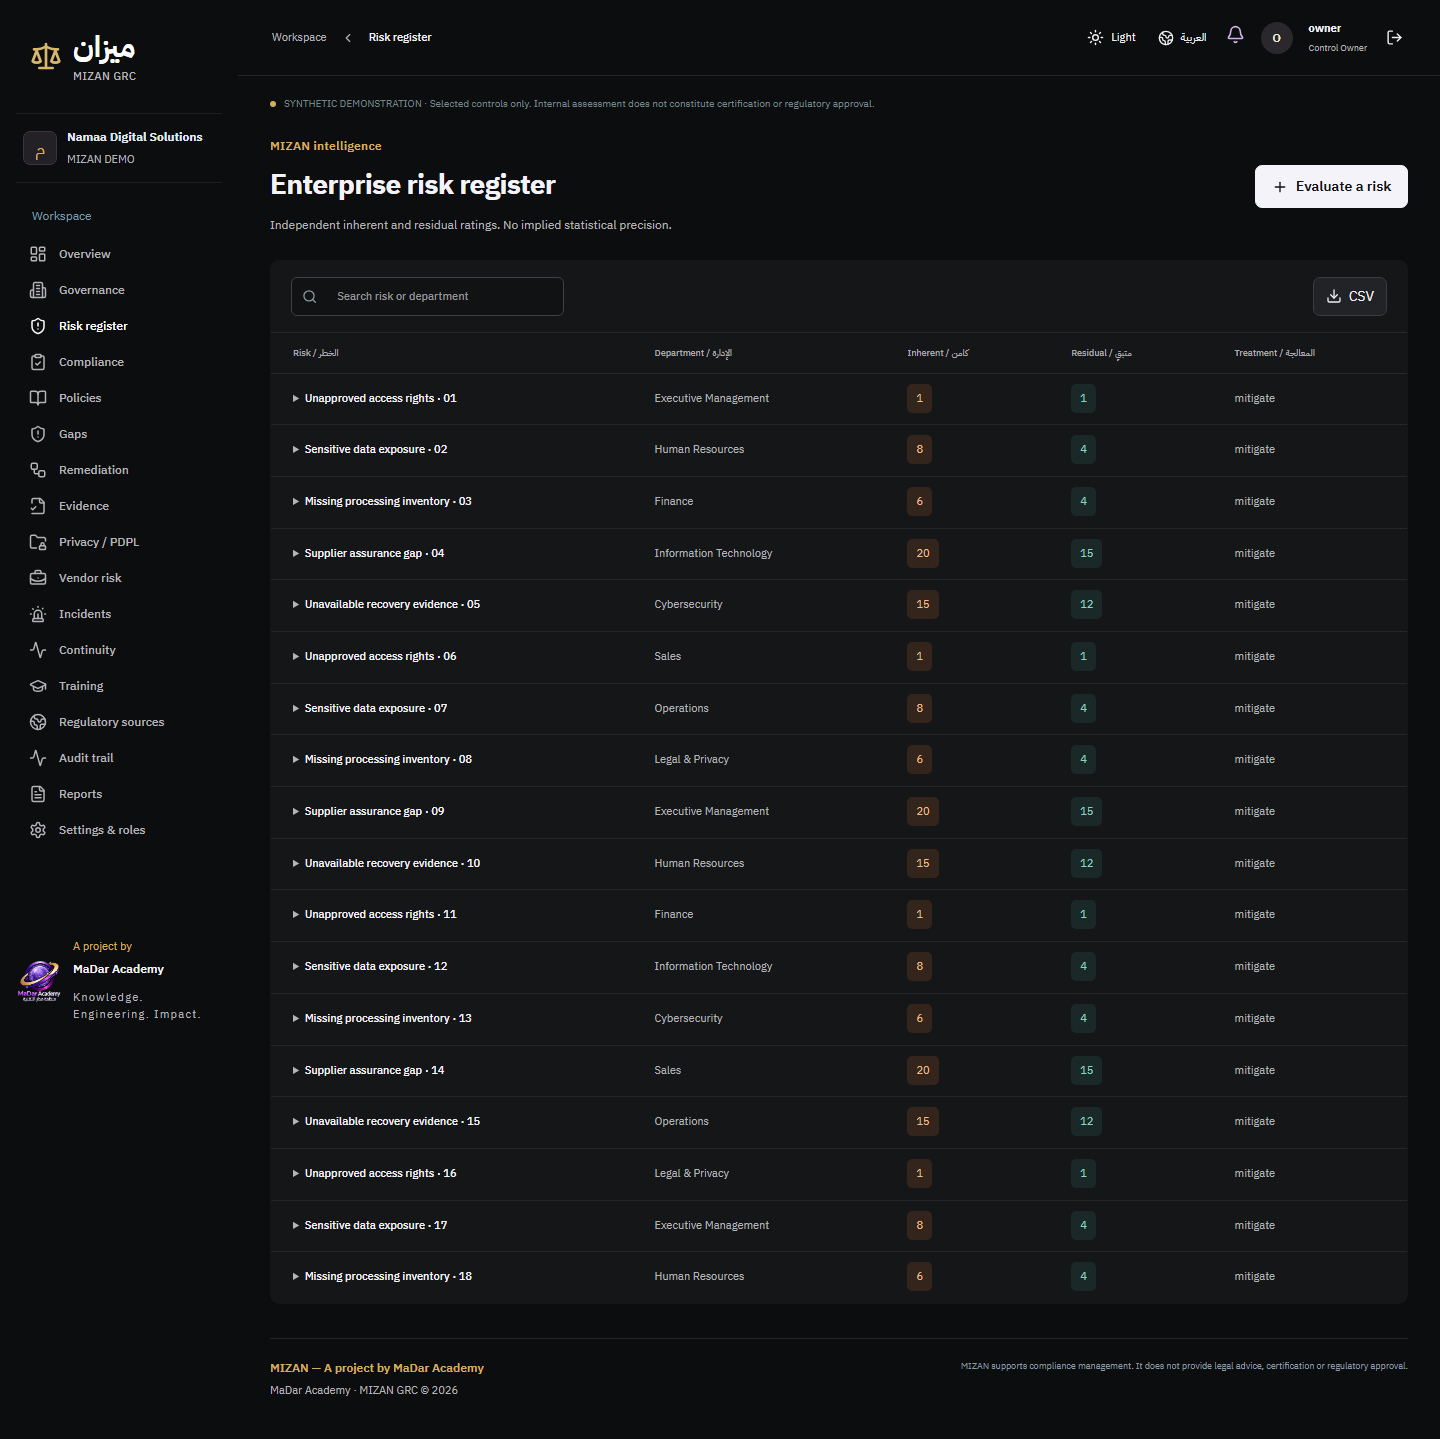 ميزان
MIZAN GRC
م
Namaa Digital Solutions
MIZAN DEMO
Workspace
Overview
Governance
Risk register
Compliance
Policies
Gaps
Remediation
Evidence
Privacy / PDPL
Vendor risk
Incidents
Continuity
Training
Regulatory sources
Audit trail
Reports
Settings & roles
A project by
MaDar Academy
Knowledge.
Engineering. Impact.
MaDar Academy
Workspace
Risk register
Light
العربية
O
owner
Control Owner
SYNTHETIC DEMONSTRATION · Selected controls only. Internal assessment does not constitute certification or regulatory approval.
MIZAN intelligence
Enterprise risk register
Independent inherent and residual ratings. No implied statistical precision.
+ Evaluate a risk
Search risk or department
CSV
Risk / الخطر Department / الإدارة Inherent / كامن Residual / متبقٍ Treatment / المعالجة
Unapproved access rights · 01 Executive Management 1 1 mitigate
Sensitive data exposure · 02 Human Resources 8 4 mitigate
Missing processing inventory · 03 Finance 6 4 mitigate
Supplier assurance gap · 04 Information Technology 20 15 mitigate
Unavailable recovery evidence · 05 Cybersecurity 15 12 mitigate
Unapproved access rights · 06 Sales 1 1 mitigate
Sensitive data exposure · 07 Operations 8 4 mitigate
Missing processing inventory · 08 Legal & Privacy 6 4 mitigate
Supplier assurance gap · 09 Executive Management 20 15 mitigate
Unavailable recovery evidence · 10 Human Resources 15 12 mitigate
Unapproved access rights · 11 Finance 1 1 mitigate
Sensitive data exposure · 12 Information Technology 8 4 mitigate
Missing processing inventory · 13 Cybersecurity 6 4 mitigate
Supplier assurance gap · 14 Sales 20 15 mitigate
Unavailable recovery evidence · 15 Operations 15 12 mitigate
Unapproved access rights · 16 Legal & Privacy 1 1 mitigate
Sensitive data exposure · 17 Executive Management 8 4 mitigate
Missing processing inventory · 18 Human Resources 6 4 mitigate
MIZAN — A project by MaDar Academy
MaDar Academy · MIZAN GRC © 2026
MIZAN supports compliance management. It does not provide legal advice, certification or regulatory approval.